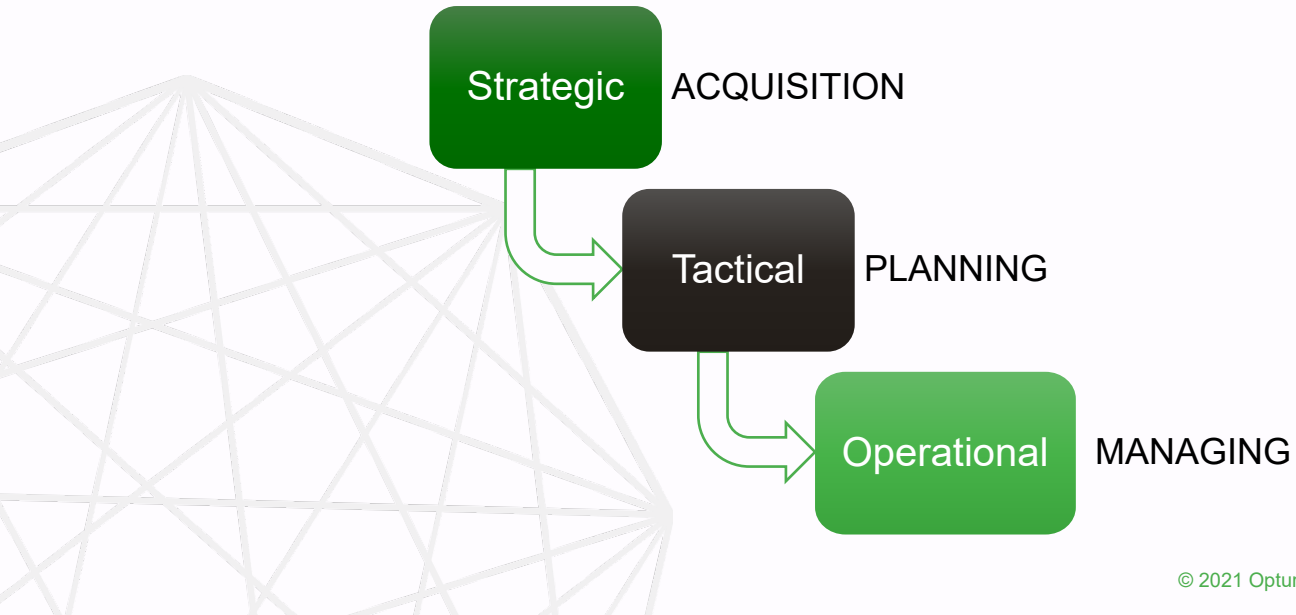 Strategic ACQUISITION
Tactical PLANNING
Operational MANAGING
© 2021